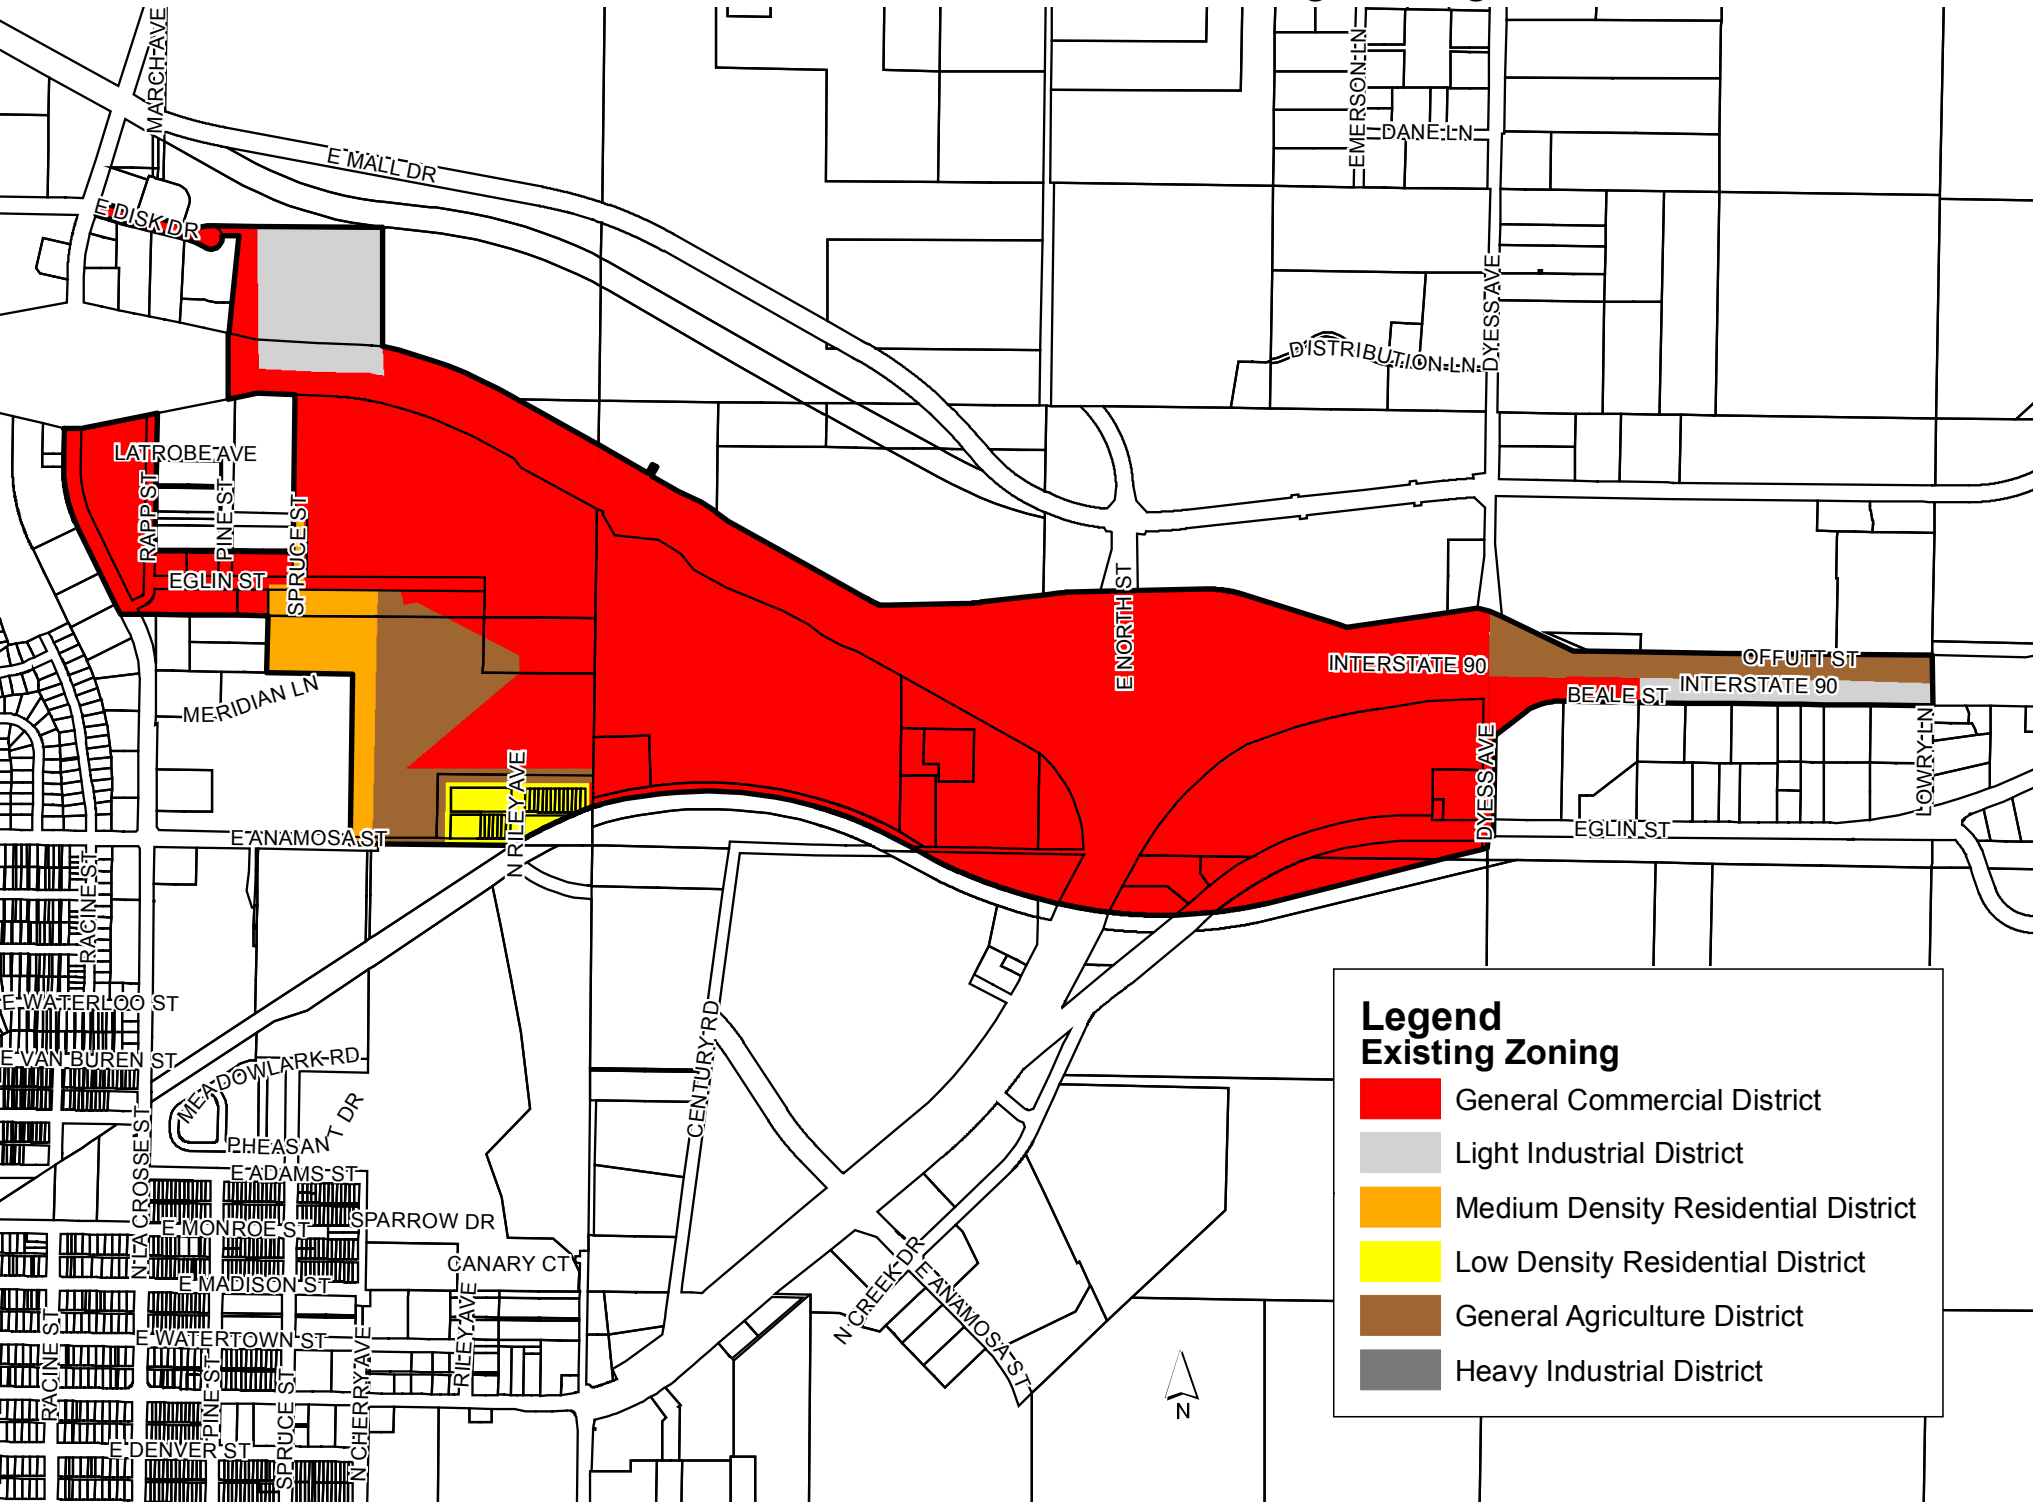 MARCH AVE
E MALL DR
EMERSON LN
DANE LN
E DISK DR
DYESS AVE
DISTRIBUTION LN
LATROBE AVE
RAPP ST
PINE ST
SPRUCE ST
EGLIN ST
E NORTH ST
INTERSTATE 90
OFFUTT ST
BEALE ST
INTERSTATE 90
MERIDIAN LN
N RILEY AVE
DYESS AVE
LOWRY LN
E ANAMOSA ST
EGLIN ST
RACINE ST
E WATERLOO ST
E VAN BUREN ST
MEADOWLARK RD
CENTURY RD
PHEASANT DR
N LACROSSE ST
E ADAMS ST
E MONROE ST
SPARROW DR
CANARY CT
E MADISON ST
N CREEK DR
E ANAMOSA ST
RACINE ST
E WATERTOWN ST
RILEY AVE
PINE ST
SPRUCE ST
N CHERRY AVE
E DENVER ST
N
Legend
Existing Zoning
General Commercial District
Light Industrial District
Medium Density Residential District
Low Density Residential District
General Agriculture District
Heavy Industrial District